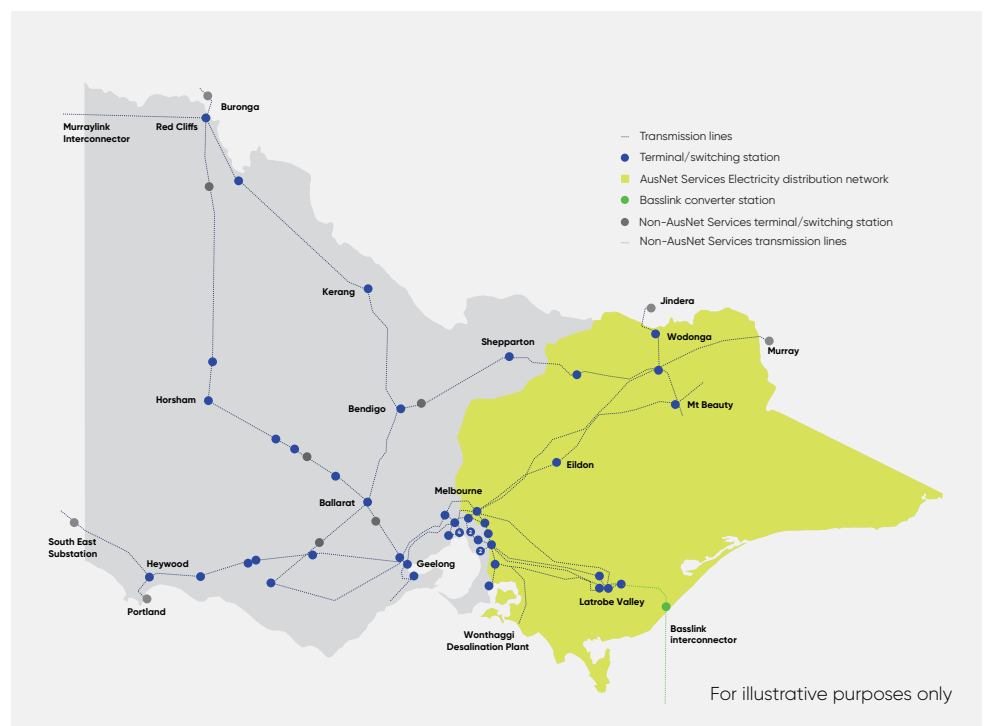 Buronga
Murraylink
Interconnector
Red Cliffs
Transmission lines
Terminal/switching station
AusNet Services Electricity distribution network
Basslink converter station
Non-AusNet Services terminal/switching station
Non-AusNet Services transmission lines
Kerang
Jindera
Wodonga
Shepparton
Murray
Horsham
Bendigo
Mt Beauty
Eildon
Melbourne
Ballarat
4
2
2
South East
Substation
Heywood
Geelong
Portland
Latrobe Valley
Wonthaggi
Desalination Plant
Basslink
interconnector
For illustrative purposes only